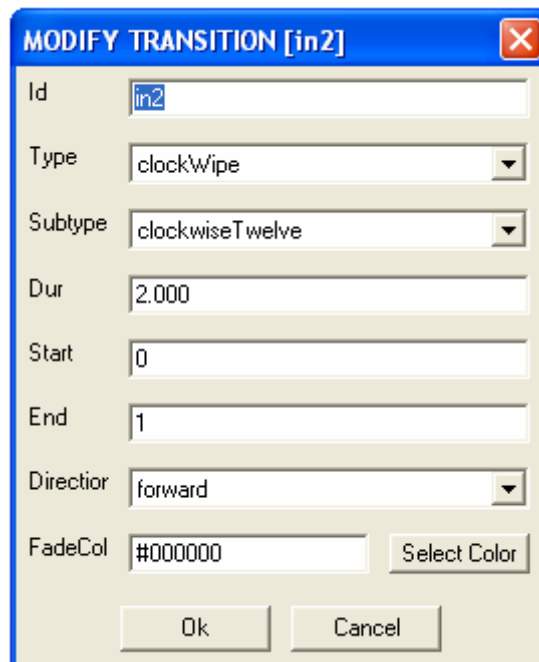 MODIFY TRANSITION [in2]
Id in2
Type clockWipe
Subtype clockwiseTwelve
Dur 2.000
Start 0
End 1
Directior forward
FadeCol #000000 Select Color
Ok Cancel